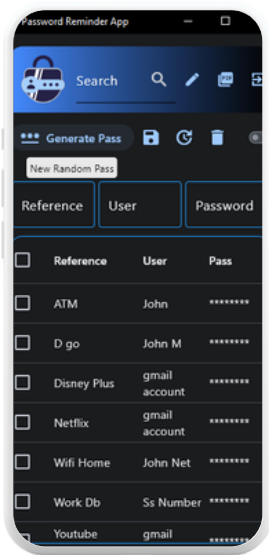 Password Reminder App
Search
PDF
Generate Pass
New Random Pass
Reference User Password
Reference User Pass
ATM John ********
D go John M ********
Disney Plus gmail account ********
Netflix gmail account ********
Wifi Home John Net ********
Work Db Ss Number ********
Youtube gmail ********